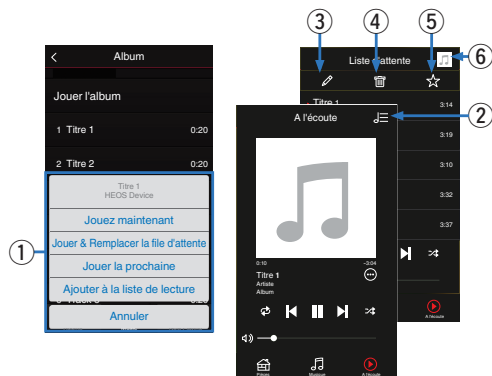 Album
Jouer l'album
1 Titre 1 0:20
2 Titre 2 0:20
Titre 1
HEOS Device
Jouez maintenant
Jouer & Remplacer la file d'attente
Jouer la prochaine
Ajouter à la liste de lecture
Annuler
①
③
④
⑤
⑥
②
Liste d'attente
Titre 1 3:14
3:19
3:10
3:32
3:37
A l'écoute
A l'écoute
0:10 -3:04
Titre 1
Artiste
Album
Pièces Musique A l'écoute